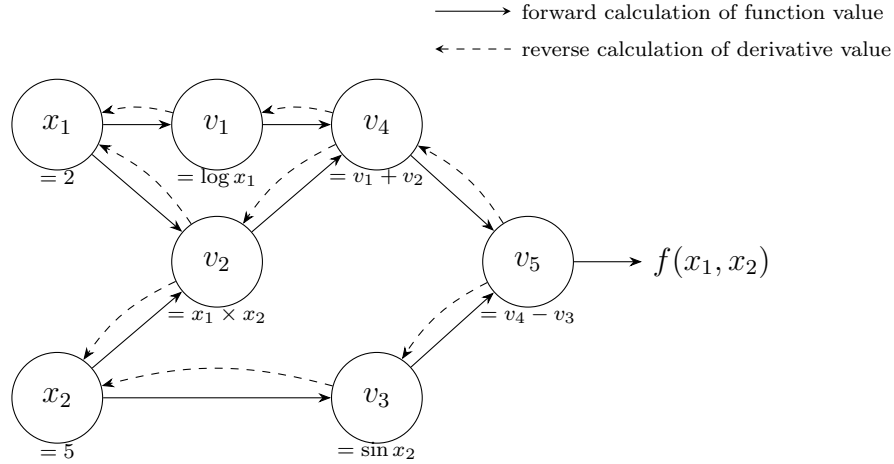 forward calculation of function value
reverse calculation of derivative value
x₁
v₁
v₄
= 2
= log x₁
= v₁ + v₂
v₂
v₅
f(x₁, x₂)
= x₁ × x₂
= v₄ − v₃
x₂
v₃
= 5
= sin x₂